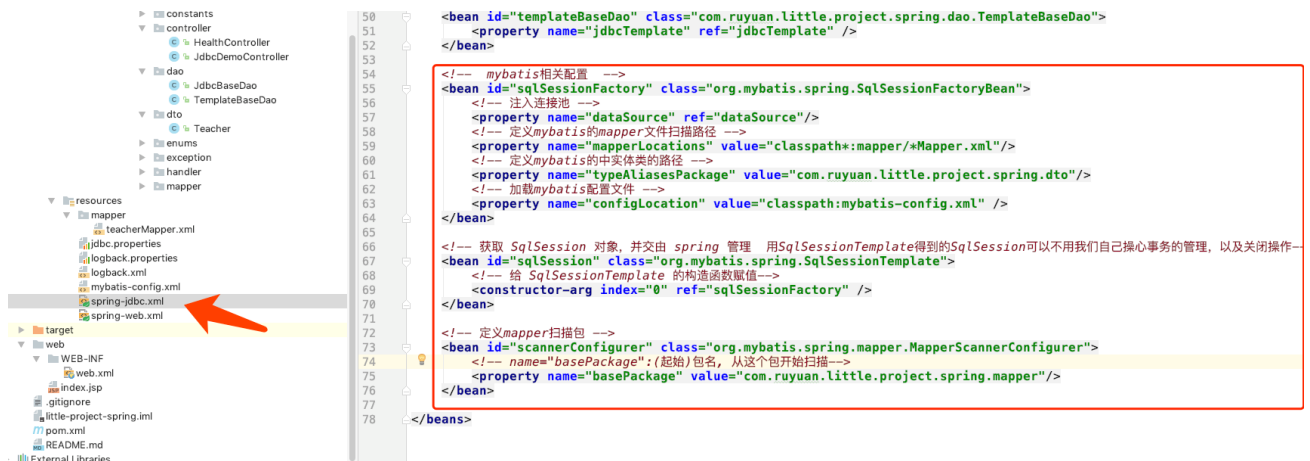 constants
controller
HealthController
JdbcDemoController
dao
JdbcBaseDao
TemplateBaseDao
dto
Teacher
enums
exception
handler
mapper
resources
mapper
teacherMapper.xml
jdbc.properties
logback.properties
logback.xml
mybatis-config.xml
spring-jdbc.xml
spring-web.xml
target
web
WEB-INF
web.xml
index.jsp
.gitignore
little-project-spring.iml
pom.xml
README.md
External Libraries
50 <bean id="templateBaseDao" class="com.ruyuan.little.project.spring.dao.TemplateBaseDao">
51 <property name="jdbcTemplate" ref="jdbcTemplate" />
52 </bean>
53
54 <!-- mybatis相关配置 -->
55 <bean id="sqlSessionFactory" class="org.mybatis.spring.SqlSessionFactoryBean">
56 <!-- 注入连接池 -->
57 <property name="dataSource" ref="dataSource"/>
58 <!-- 定义mybatis的mapper文件扫描路径 -->
59 <property name="mapperLocations" value="classpath*:mapper/*Mapper.xml"/>
60 <!-- 定义mybatis的中实体类的路径 -->
61 <property name="typeAliasesPackage" value="com.ruyuan.little.project.spring.dto"/>
62 <!-- 加载mybatis配置文件 -->
63 <property name="configLocation" value="classpath:mybatis-config.xml" />
64 </bean>
65
66 <!-- 获取 SqlSession 对象，并交由 spring 管理 用SqlSessionTemplate得到的SqlSession可以不用我们自己操心事务的管理，以及关闭操作-
67 <bean id="sqlSession" class="org.mybatis.spring.SqlSessionTemplate">
68 <!-- 给 SqlSessionTemplate 的构造函数赋值-->
69 <constructor-arg index="0" ref="sqlSessionFactory" />
70 </bean>
71
72 <!-- 定义mapper扫描包 -->
73 <bean id="scannerConfigurer" class="org.mybatis.spring.mapper.MapperScannerConfigurer">
74 <!-- name="basePackage":(起始)包名, 从这个包开始扫描-->
75 <property name="basePackage" value="com.ruyuan.little.project.spring.mapper"/>
76 </bean>
77
78 </beans>